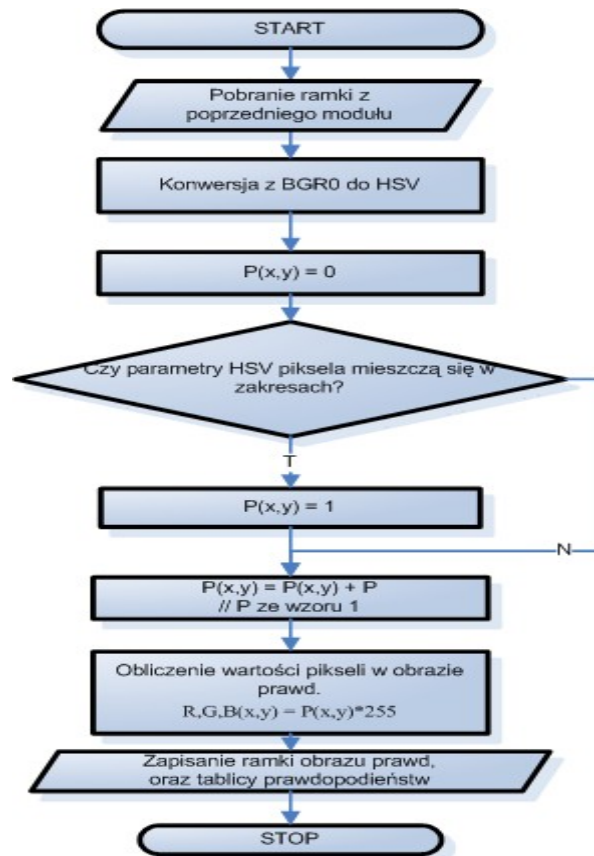 START
Pobranie ramki z
poprzedniego modułu
Konwersja z BGR0 do HSV
P(x,y) = 0
Czy parametry HSV piksela mieszczą się w
zakresach?
T
P(x,y) = 1
N
P(x,y) = P(x,y) + P
// P ze wzoru 1
Obliczenie wartości pikseli w obrazie
prawd.
R,G,B(x,y) = P(x,y)*255
Zapisanie ramki obrazu prawd,
oraz tablicy prawdopodieństw
STOP